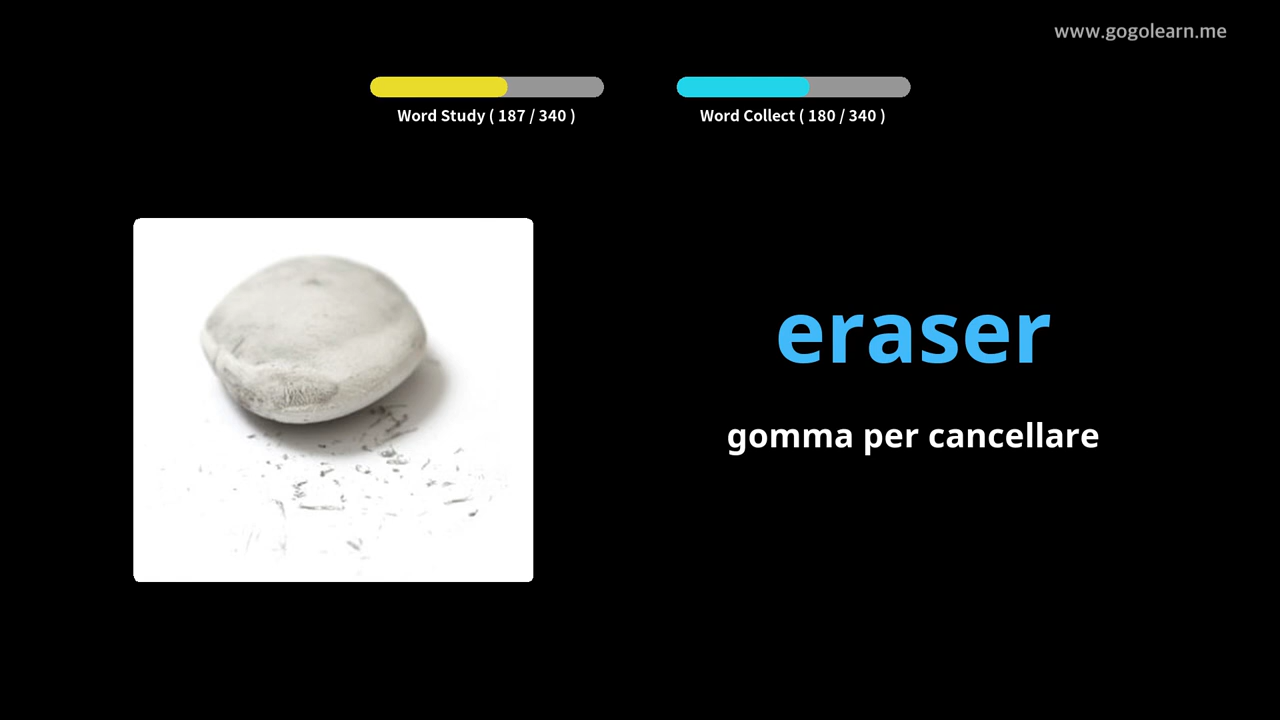 www.gogolearn.me
Word Study ( 187 / 340 )
Word Collect ( 180 / 340 )
eraser
gomma per cancellare